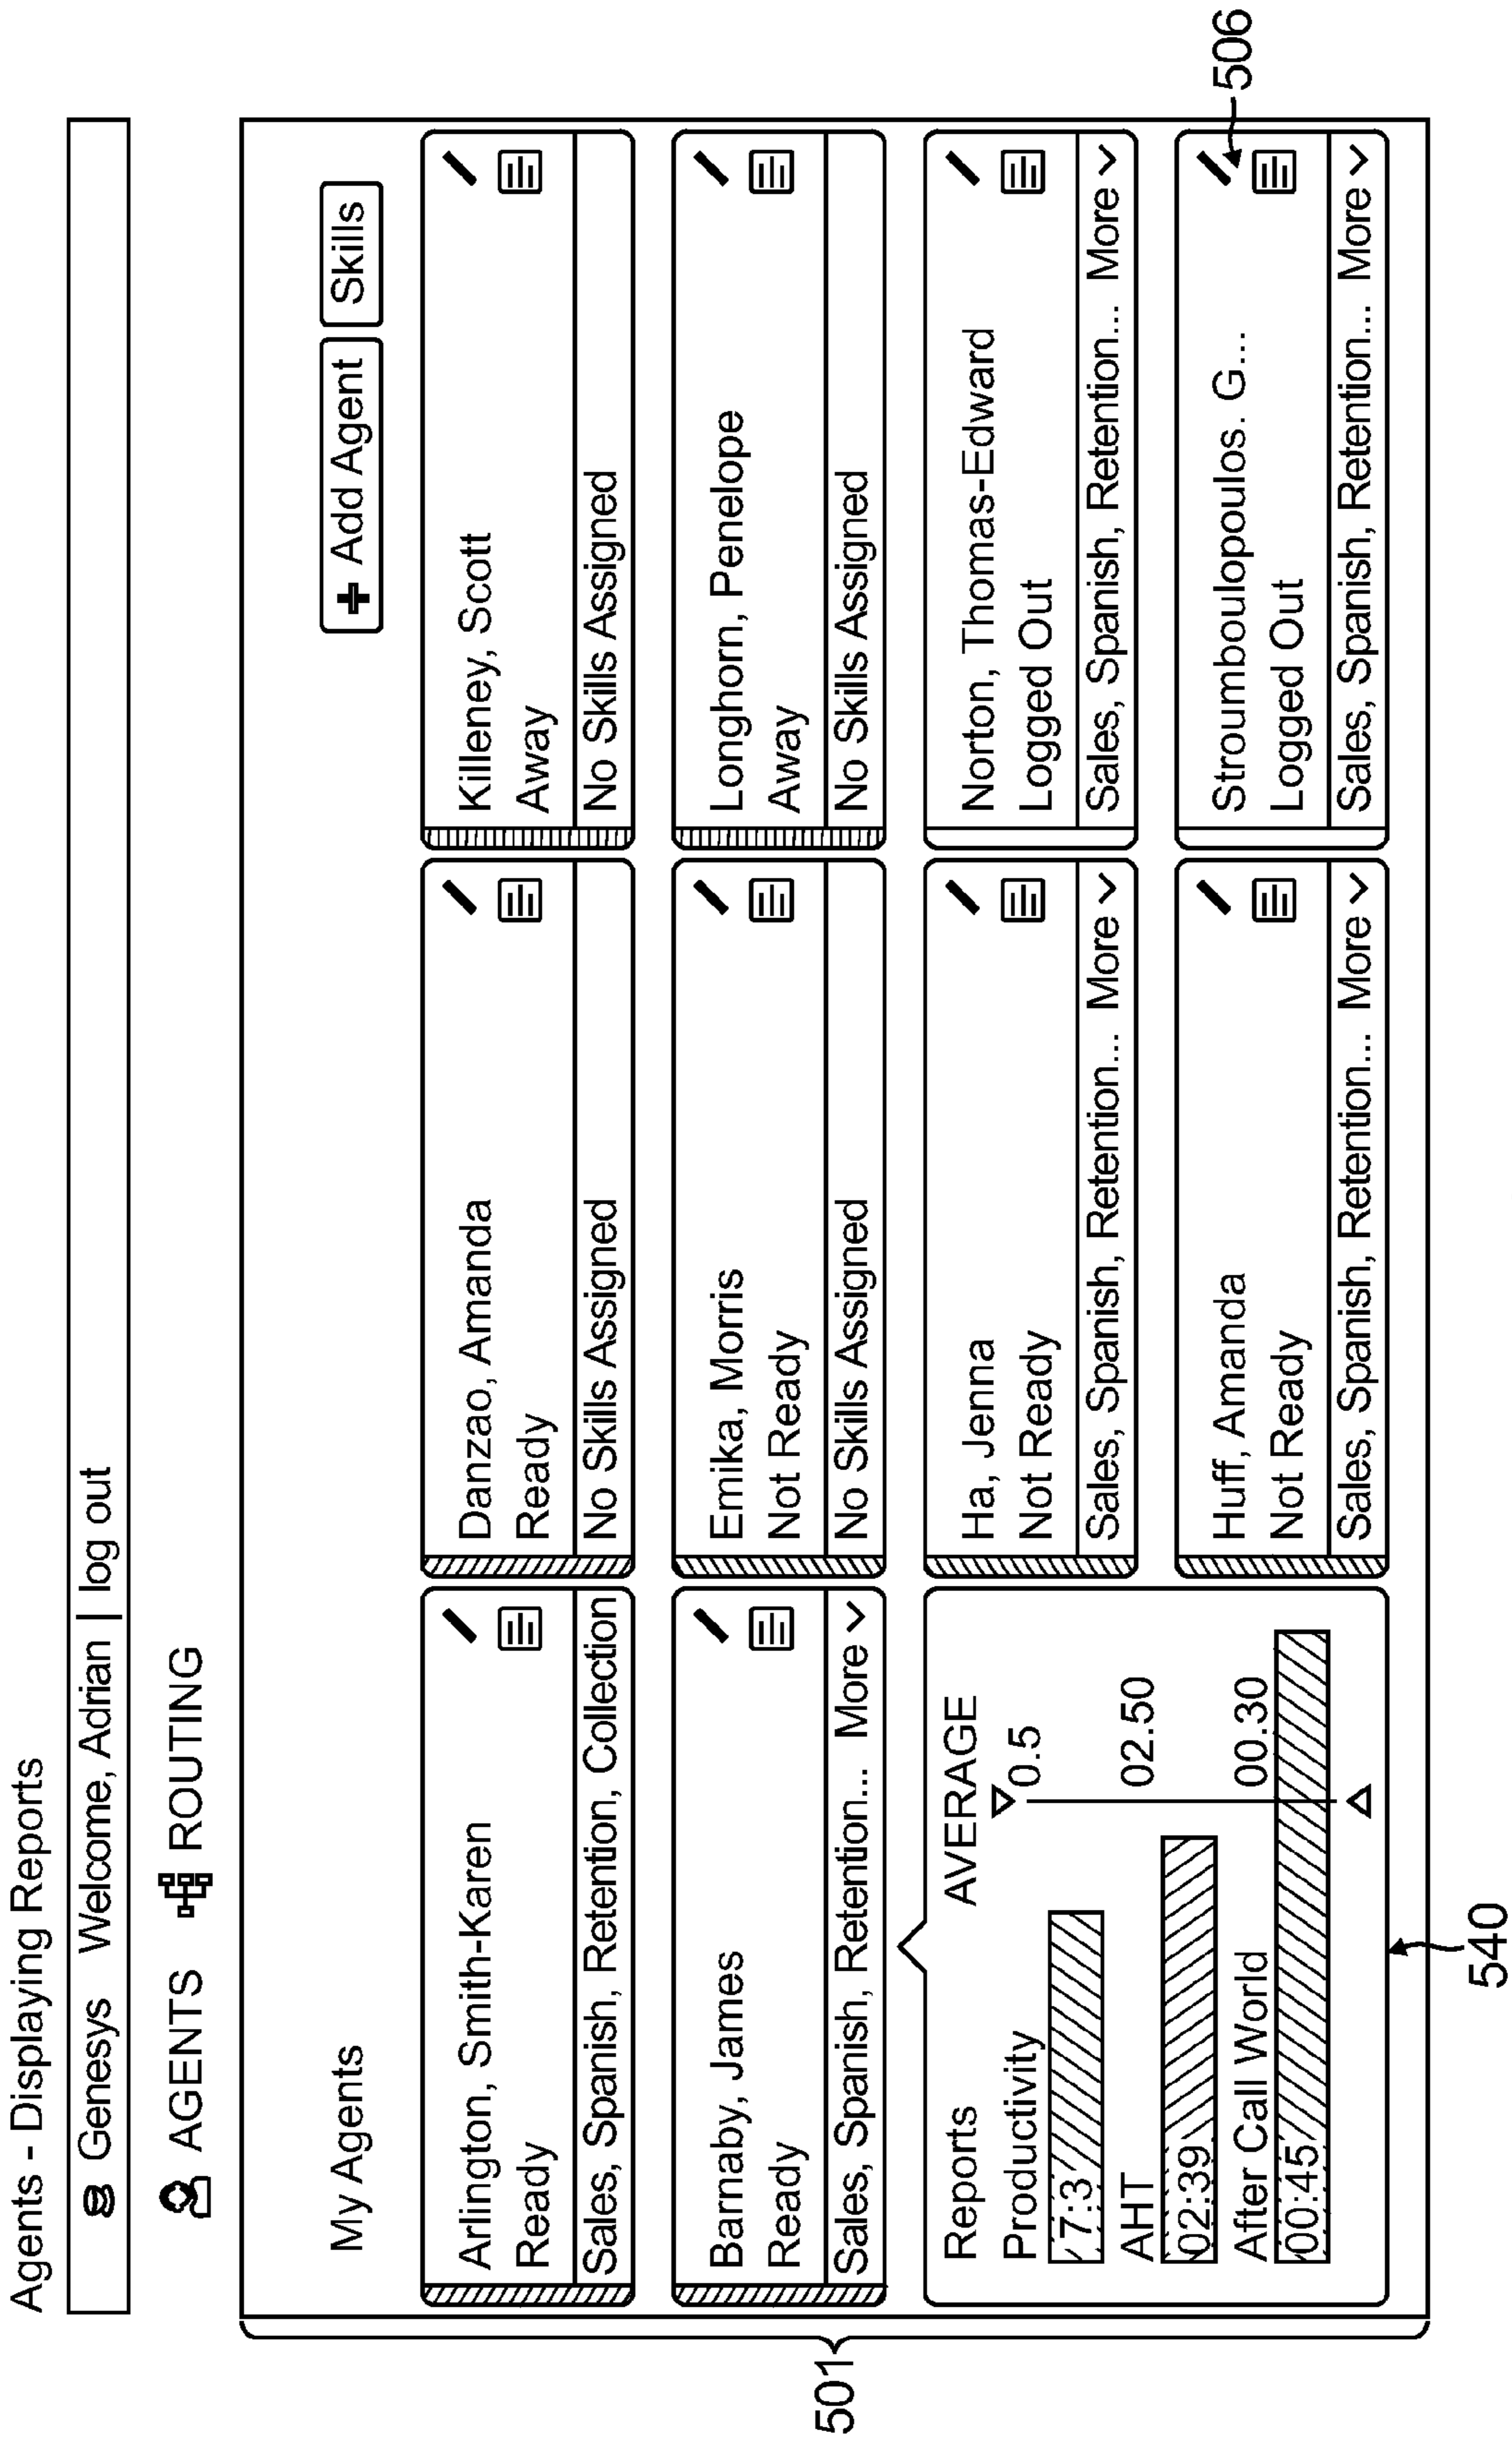 Agents - Displaying Reports
Genesys Welcome, Adrian | log out
AGENTS ROUTING
My Agents
+ Add Agent Skills
Arlington, Smith-Karen
Ready
Sales, Spanish, Retention, Collection
Danzao, Amanda
Ready
No Skills Assigned
Killeney, Scott
Away
No Skills Assigned
Barnaby, James
Ready
Sales, Spanish, Retention... More
Emika, Morris
Not Ready
No Skills Assigned
Longhorn, Penelope
Away
No Skills Assigned
Reports AVERAGE
Productivity 0.5
7:3
AHT 02.50
02:39
After Call World 00.30
00:45
Ha, Jenna
Not Ready
Sales, Spanish, Retention... More
Norton, Thomas-Edward
Logged Out
Sales, Spanish, Retention... More
Huff, Amanda
Not Ready
Sales, Spanish, Retention... More
Stroumboulopoulos. G...
Logged Out
Sales, Spanish, Retention... More
501
540
506